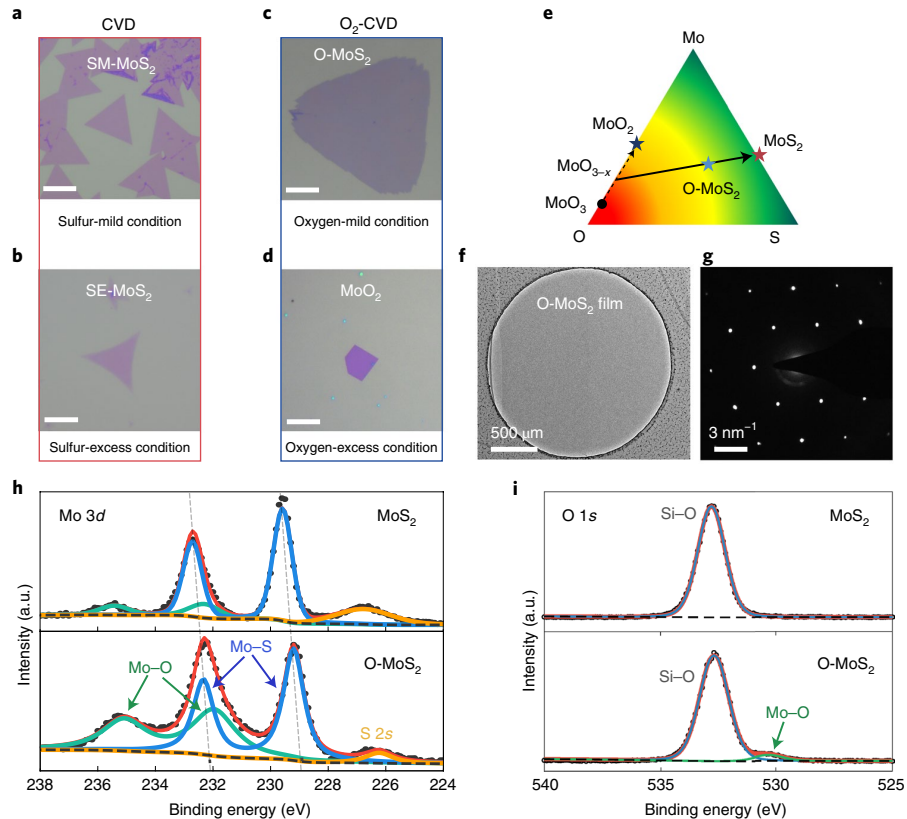 a
CVD
SM-MoS2
Sulfur-mild condition
b
SE-MoS2
Sulfur-excess condition
c
O2-CVD
O-MoS2
Oxygen-mild condition
d
MoO2
Oxygen-excess condition
e
Mo
MoO2
MoS2
MoO3–x
O-MoS2
MoO3
O
S
f
O-MoS2 film
500 μm
g
3 nm−1
h
Mo 3d
MoS2
Intensity (a.u.)
O-MoS2
Mo–O
Mo–S
S 2s
238 236 234 232 230 228 226 224
Binding energy (eV)
i
O 1s
Si–O
MoS2
Intensity (a.u.)
Si–O
O-MoS2
Mo–O
540 535 530 525
Binding energy (eV)